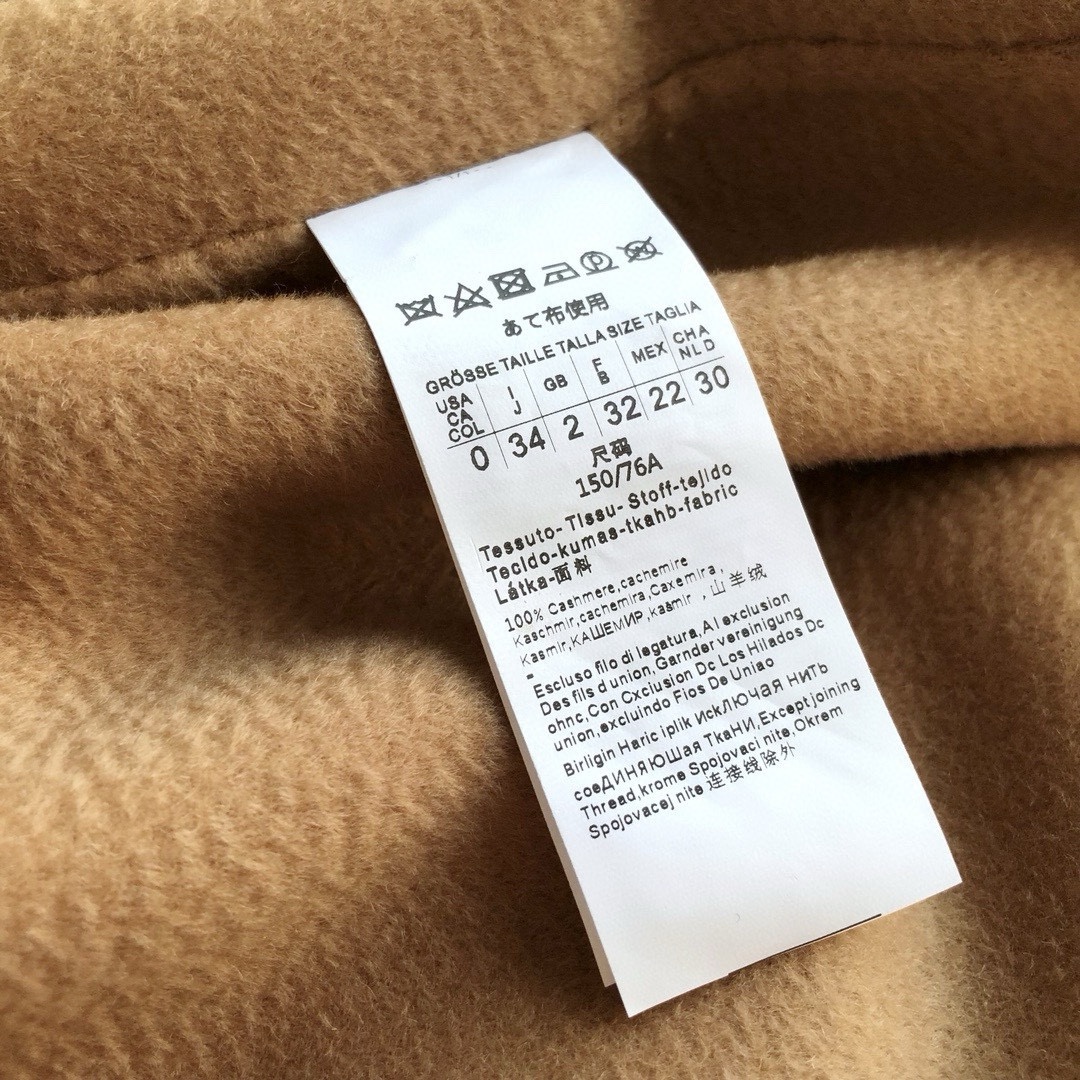 あて布使用
GRÖSSE TAILLE TALLA SIZE TAGLIA
USA CA COL I J GB F B MEX CHA NLD
0 34 2 32 22 30
尺码
150/76A
Tessuto-Tissu-Stoff-tejido
Tecido-kumas-tkahb-fabric
Látka-面料
100% Cashmere,cachemire
Kaschmir,cachemira,Caxemira,
Kasmir,КАШЕМИР,kašmir ,山羊绒
-
Escluso filo di legatura,Al exclusion
Des fils d union,Garnder vereinigung
ohnc,Con Cxclusion Dc Los Hilados Dc
union,excluindo Fios De Uniao
Birligin Haric iplik ИскЛЮЧАЯ НИТЬ
соеДИНЯЮШая ТкаНИ,Except joining
Thread,krome Spojovaci nite,Okrem
Spojovacej nite 连接线除外